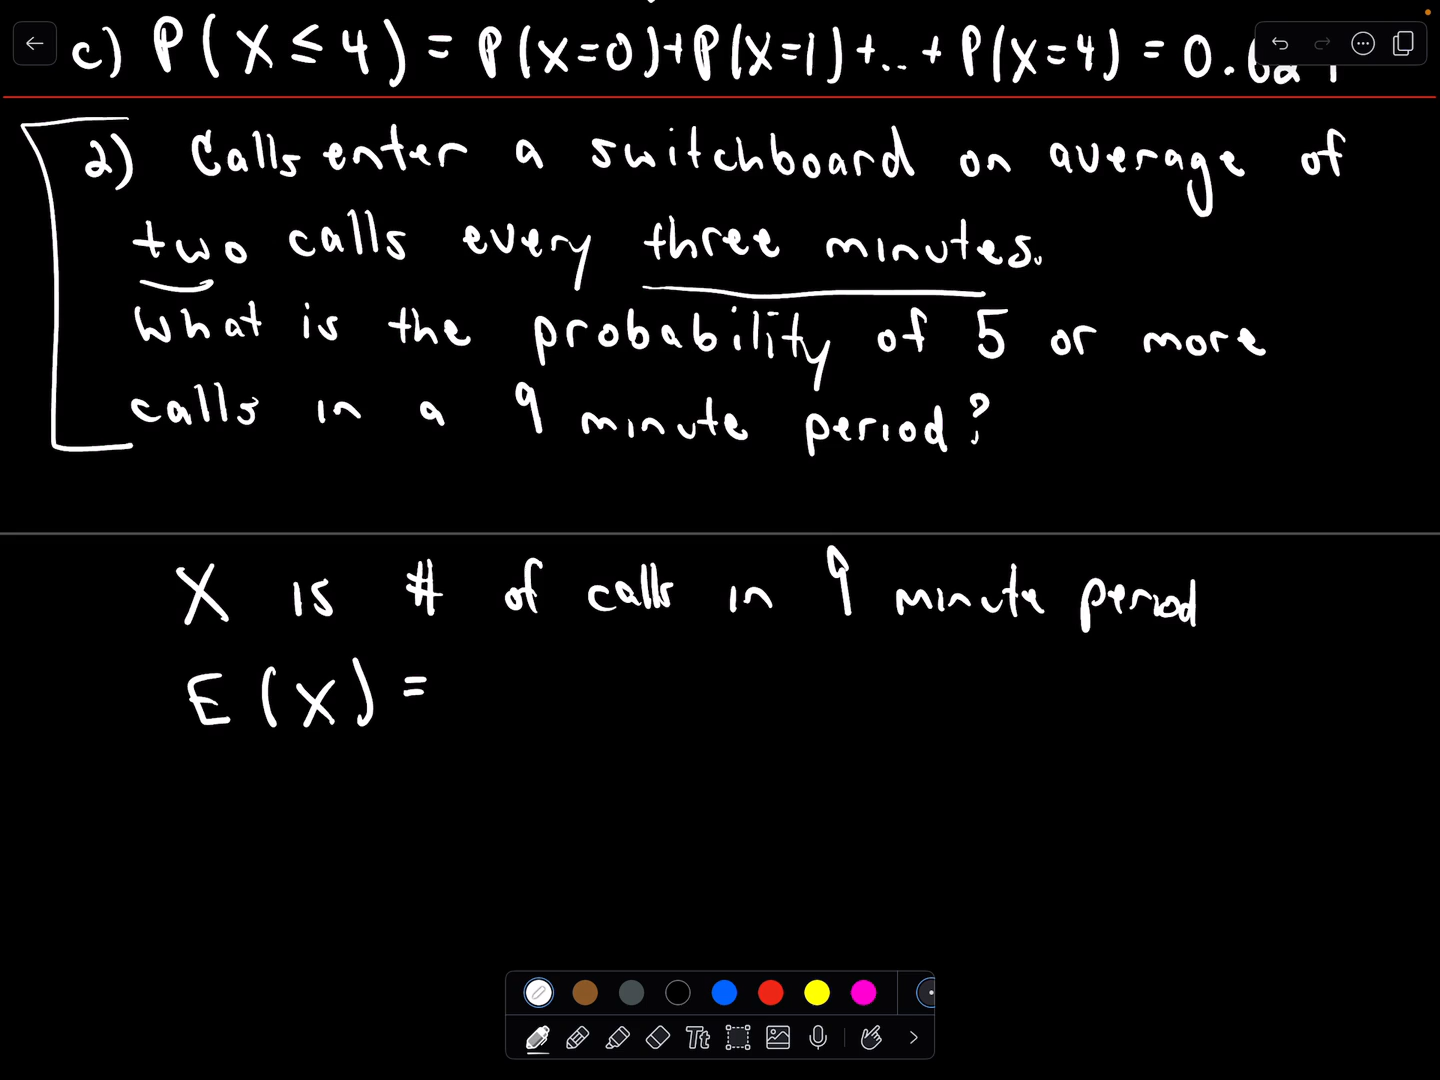 c) P(X ≤ 4) = P(X=0)+P(X=1)+..+P(X=4) = 0.
2) Calls enter a switchboard on average of
two calls every three minutes.
What is the probability of 5 or more
calls in a 9 minute period?
X is # of calls in 9 minute period
E(X) =
Tt